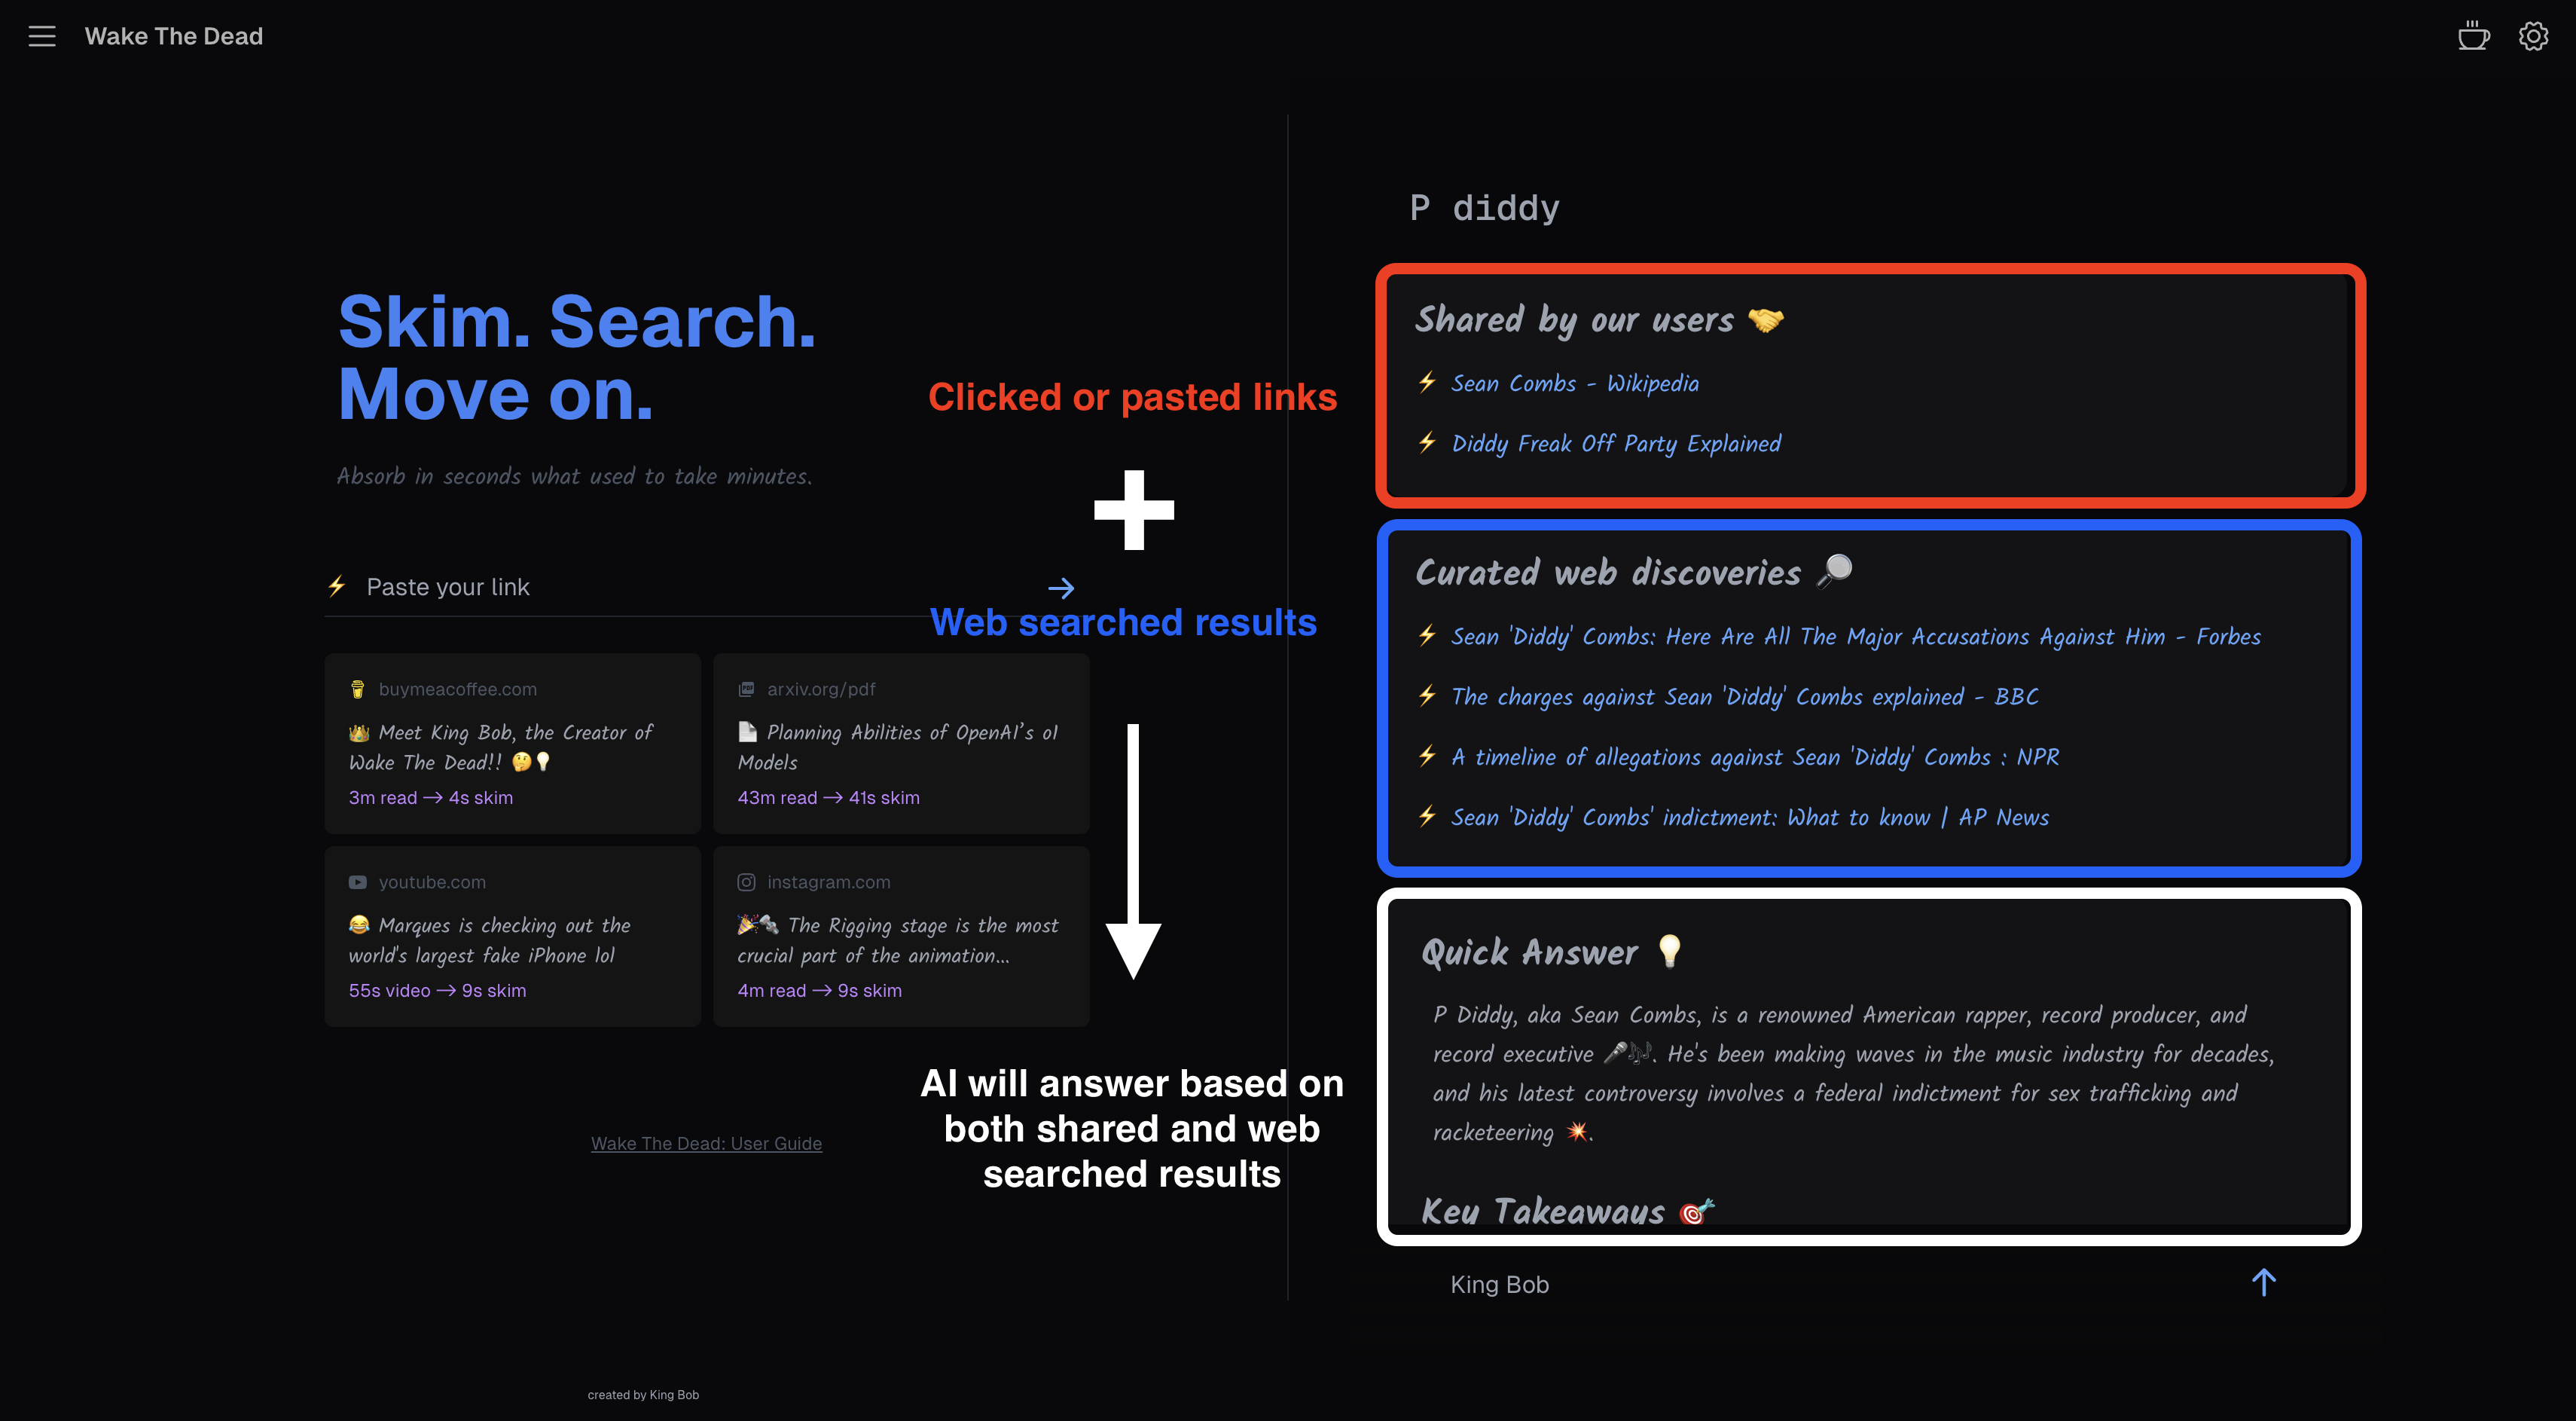 Wake The Dead
Skim. Search.
Move on.
Absorb in seconds what used to take minutes.
Paste your link
buymeacoffee.com
👑 Meet King Bob, the Creator of
Wake The Dead!! 🤔💡
3m read → 4s skim
arxiv.org/pdf
📄 Planning Abilities of OpenAI’s o1
Models
43m read → 41s skim
youtube.com
😂 Marques is checking out the
world's largest fake iPhone lol
55s video → 9s skim
instagram.com
🎉🔩 The Rigging stage is the most
crucial part of the animation...
4m read → 9s skim
Wake The Dead: User Guide
created by King Bob
Clicked or pasted links
Web searched results
AI will answer based on
both shared and web
searched results
P diddy
Shared by our users 🤝
⚡ Sean Combs - Wikipedia
⚡ Diddy Freak Off Party Explained
Curated web discoveries 🔎
⚡ Sean 'Diddy' Combs: Here Are All The Major Accusations Against Him - Forbes
⚡ The charges against Sean 'Diddy' Combs explained - BBC
⚡ A timeline of allegations against Sean 'Diddy' Combs : NPR
⚡ Sean 'Diddy' Combs' indictment: What to know | AP News
Quick Answer 💡
P Diddy, aka Sean Combs, is a renowned American rapper, record producer, and
record executive 🎤🎶. He's been making waves in the music industry for decades,
and his latest controversy involves a federal indictment for sex trafficking and
racketeering 💥.
Key Takeaways 🎯
King Bob